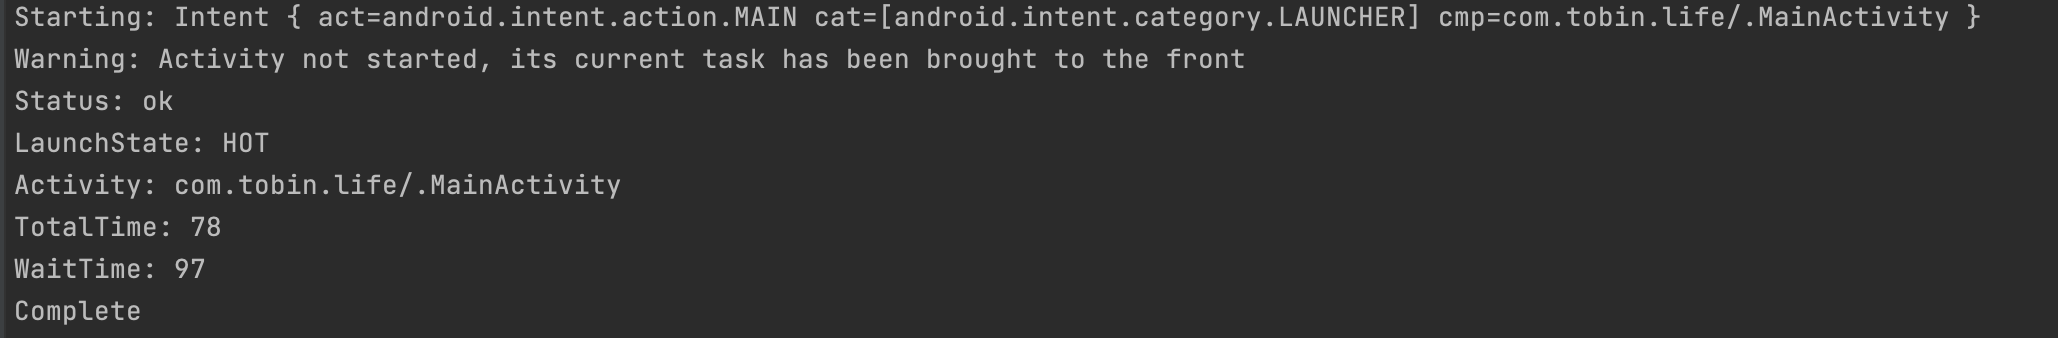 Starting: Intent { act=android.intent.action.MAIN cat=[android.intent.category.LAUNCHER] cmp=com.tobin.life/.MainActivity }
Warning: Activity not started, its current task has been brought to the front
Status: ok
LaunchState: HOT
Activity: com.tobin.life/.MainActivity
TotalTime: 78
WaitTime: 97
Complete